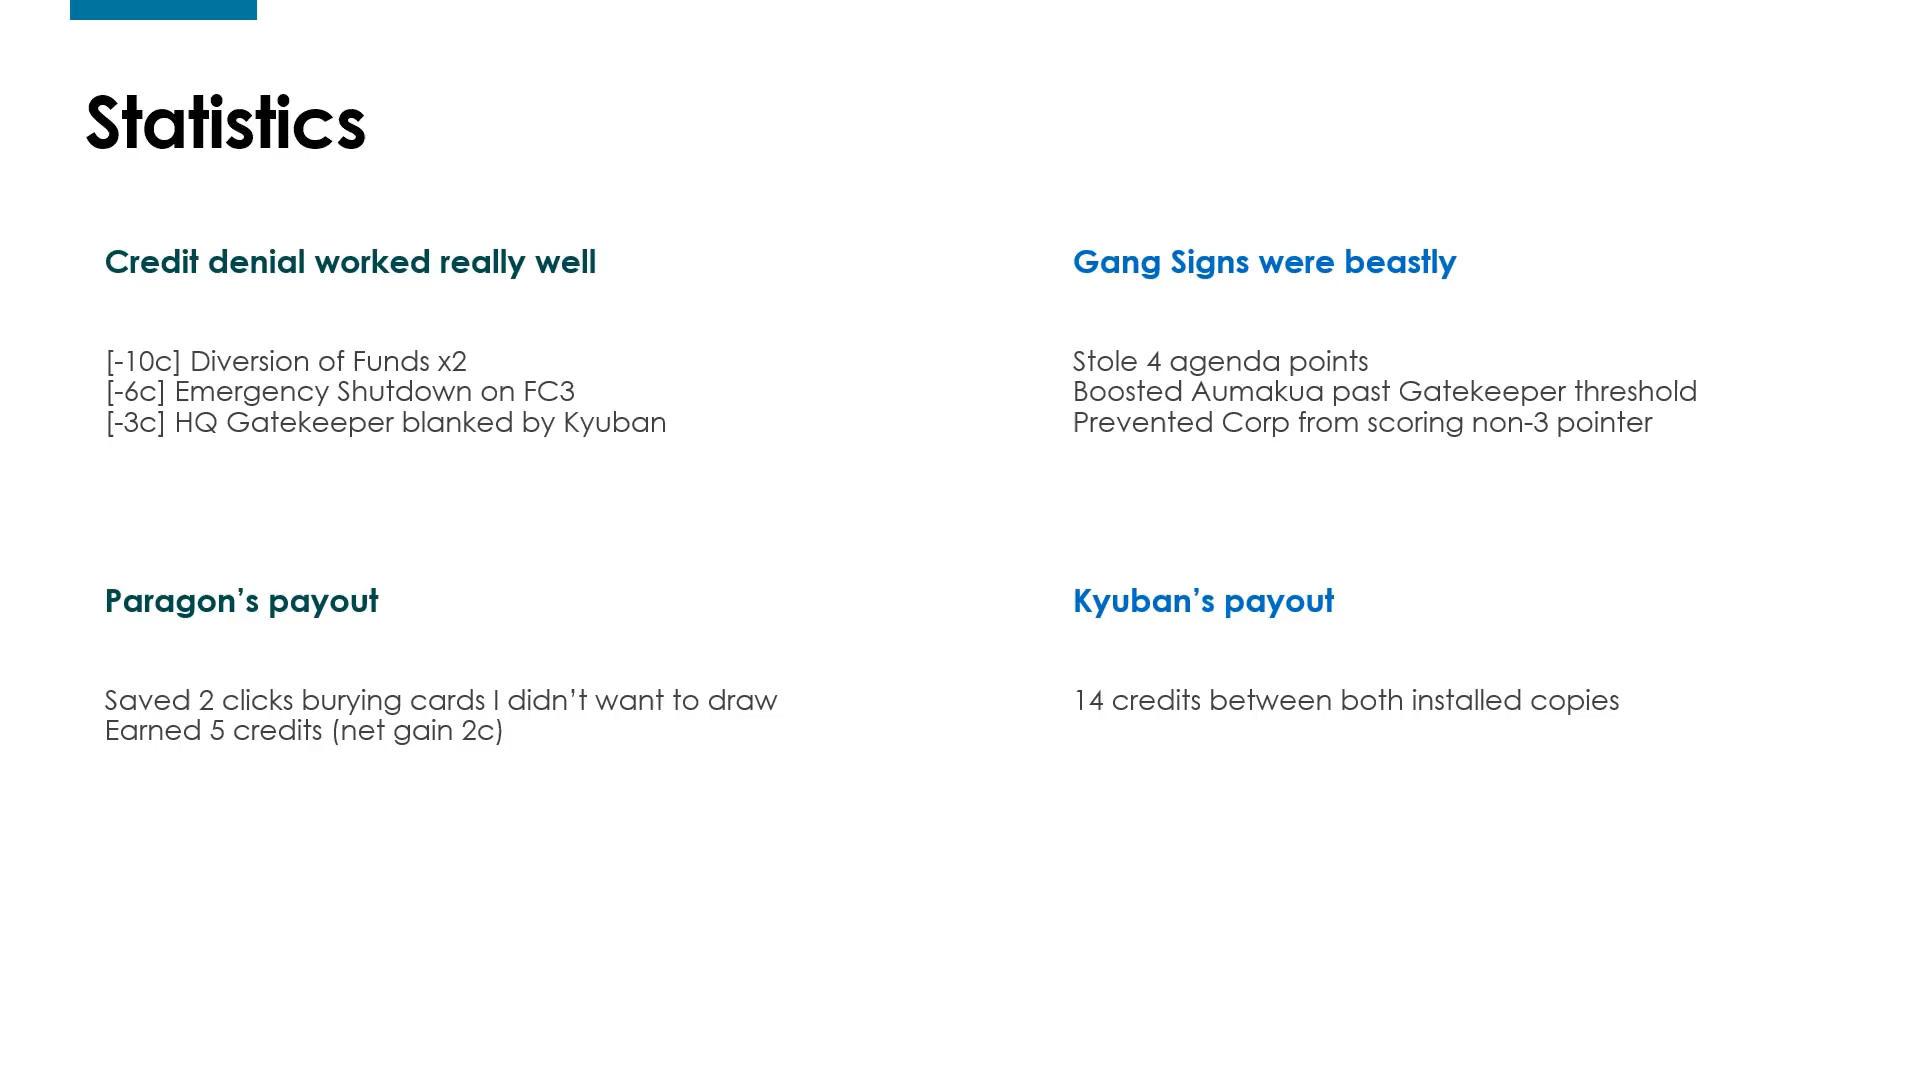 Statistics
Credit denial worked really well
[-10c] Diversion of Funds x2
[-6c] Emergency Shutdown on FC3
[-3c] HQ Gatekeeper blanked by Kyuban
Gang Signs were beastly
Stole 4 agenda points
Boosted Aumakua past Gatekeeper threshold
Prevented Corp from scoring non-3 pointer
Paragon’s payout
Saved 2 clicks burying cards I didn’t want to draw
Earned 5 credits (net gain 2c)
Kyuban’s payout
14 credits between both installed copies